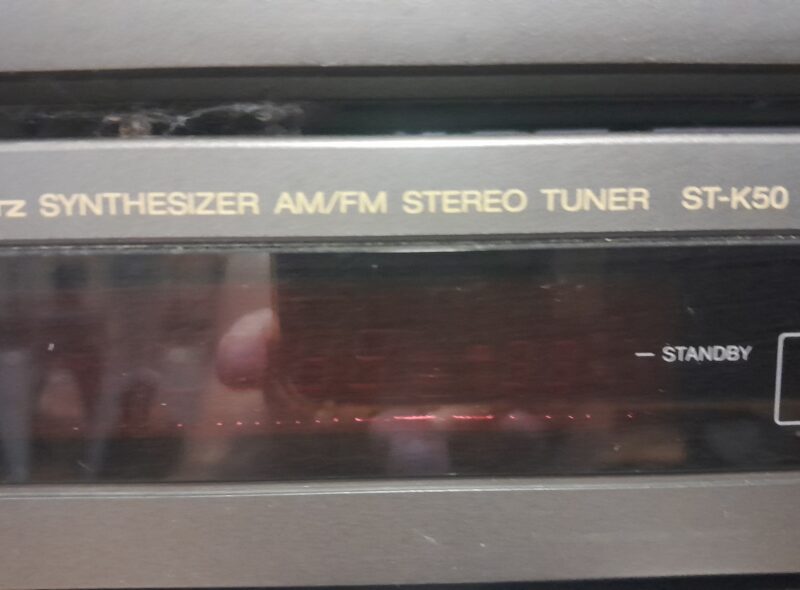 SYNTHESIZER AM/FM STEREO TUNER ST-K50
— STANDBY